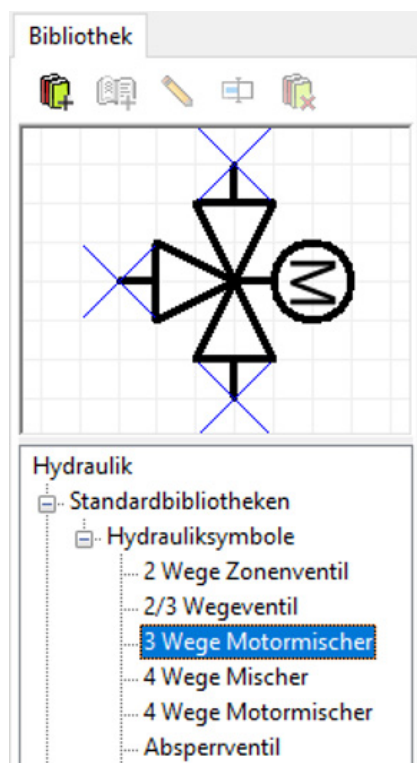 Bibliothek
M
Hydraulik
Standardbibliotheken
Hydrauliksymbole
2 Wege Zonenventil
2/3 Wegeventil
3 Wege Motormischer
4 Wege Mischer
4 Wege Motormischer
Absperrventil